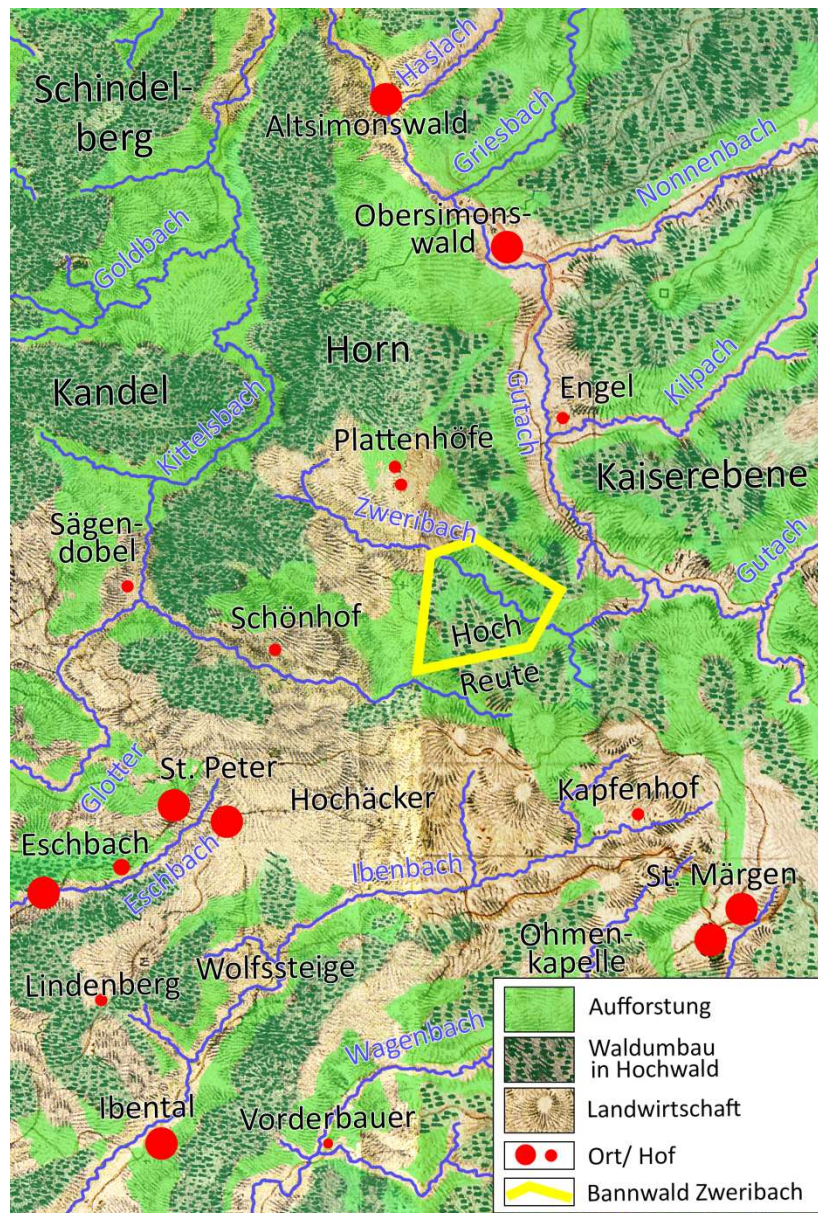 Haslach
Schindel-
berg
Altsimonswald
Griesbach
Nonnenbach
Obersimons-
wald
Goldbach
Horn
Kandel
Kittelsbach
Gutach
Engel
Kilpach
Plattenhöfe
Kaiserebene
Zweribach
Sägen-
dobel
Gutach
Schönhof
Hoch
Reute
Glotter
St. Peter
Hochäcker
Kapfenhof
Eschbach
Eschbach
Ibenbach
St. Märgen
Ohmen-
kapelle
Wolfssteige
Lindenberg
Wagenbach
Ibental
Vorderbauer
Aufforstung
Waldumbau
in Hochwald
Landwirtschaft
Ort/ Hof
Bannwald Zweribach